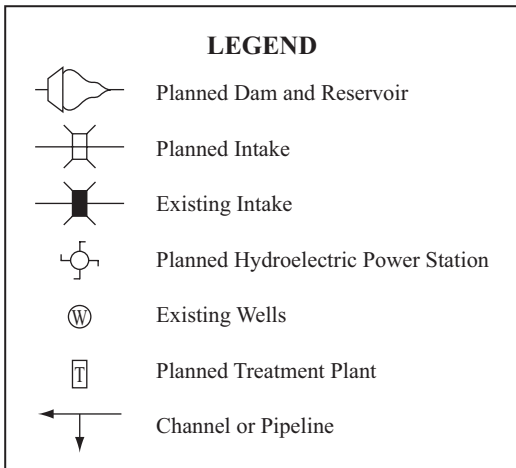 LEGEND
Planned Dam and Reservoir
Planned Intake
Existing Intake
Planned Hydroelectric Power Station
W Existing Wells
T Planned Treatment Plant
Channel or Pipeline